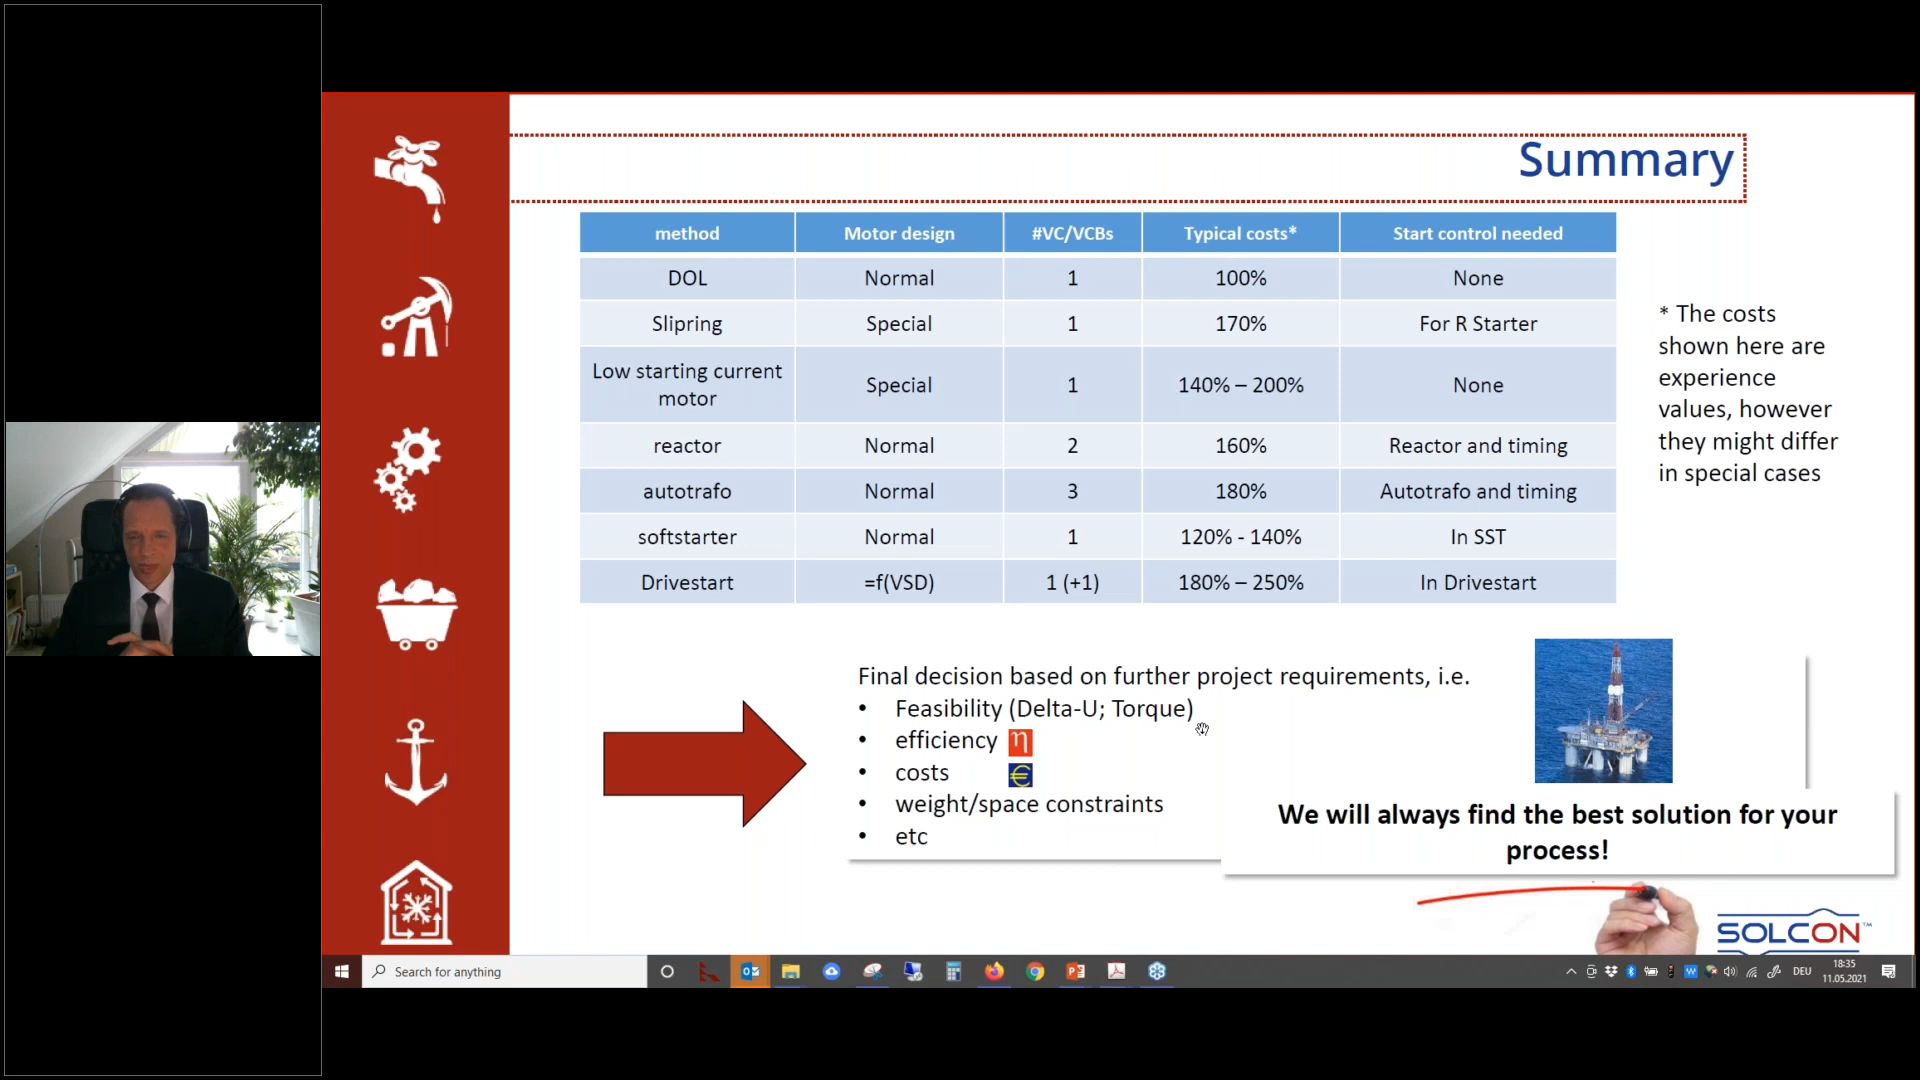 Summary
method Motor design #VC/VCBs Typical costs* Start control needed
DOL Normal 1 100% None
Slipring Special 1 170% For R Starter
Low starting current
motor Special 1 140% – 200% None
reactor Normal 2 160% Reactor and timing
autotrafo Normal 3 180% Autotrafo and timing
softstarter Normal 1 120% - 140% In SST
Drivestart =f(VSD) 1 (+1) 180% – 250% In Drivestart
* The costs
shown here are
experience
values, however
they might differ
in special cases
Final decision based on further project requirements, i.e.
• Feasibility (Delta-U; Torque)
• efficiency η
• costs €
• weight/space constraints
• etc
We will always find the best solution for your
process!
SOLCON™
Search for anything
DEU
18:35
11.05.2021